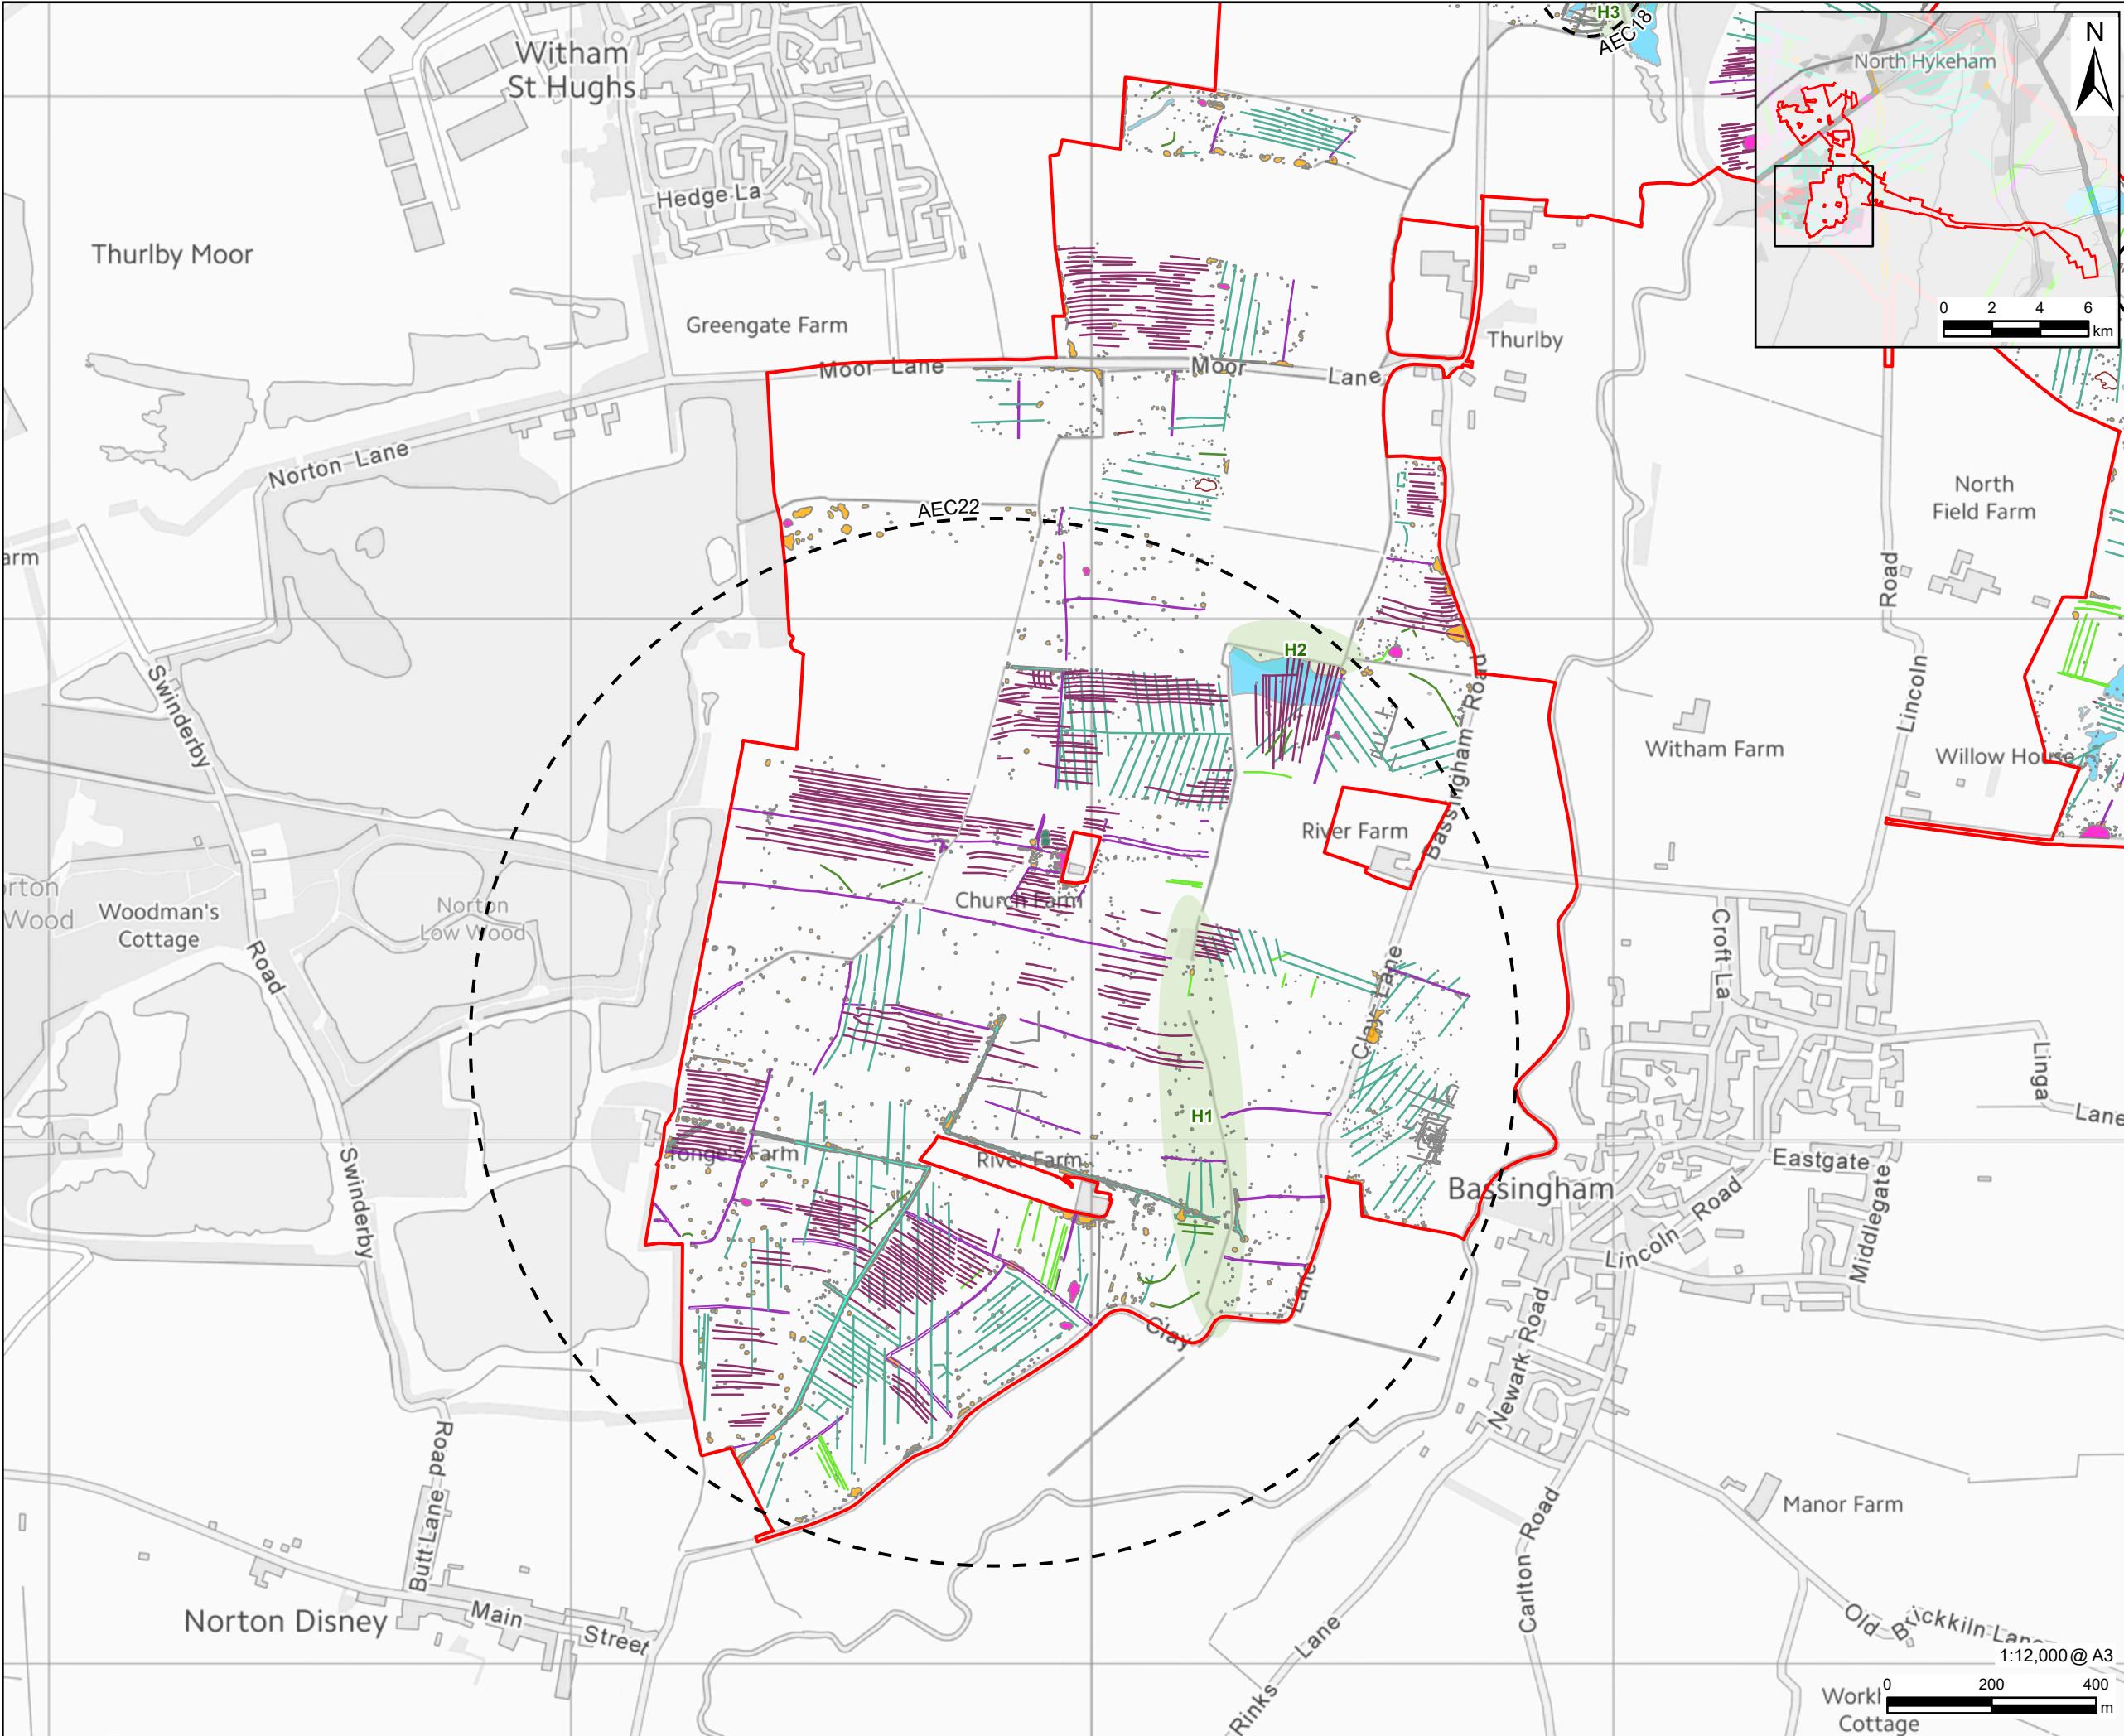 Witham
St Hughs
H3
AEC18
N
North Hykeham
0 2 4 6
km
Hedge La
Thurlby Moor
Greengate Farm
Thurlby
Moor Lane
Moor
Lane
Norton Lane
AEC22
North
Field Farm
arm
Road
H2
Swinderby
Bassingham Road
Lincoln
Witham Farm
Willow House
River Farm
Church Farm
orton
Wood
Woodman's
Cottage
Norton
Low Wood
Road
Croft La
Clay Lane
Linga
Lane
H1
Yonge's Farm
River Farm
Eastgate
Bassingham
Swinderby
Lincoln Road
Middlegate
Lane
Clay
Newark Road
Road
Butt Lane
Manor Farm
Carlton Road
Norton Disney
Main
Street
Old Brickkiln Lane
Rinks Lane
1:12,000 @ A3
0 200 400
m
Cottage